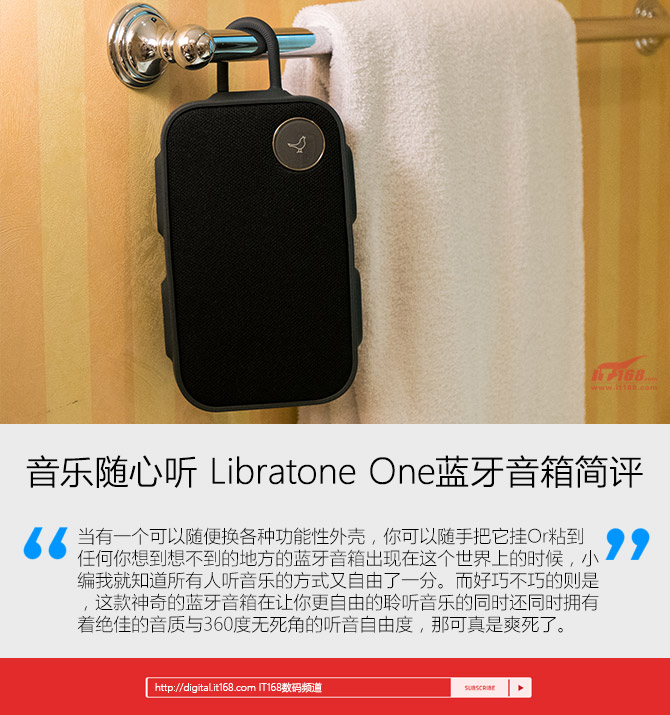 IT168.com
www.it168.com
音乐随心听 Libratone One蓝牙音箱简评
当有一个可以随便换各种功能性外壳，你可以随手把它挂Or粘到
任何你想到想不到的地方的蓝牙音箱出现在这个世界上的时候，小
编我就知道所有人听音乐的方式又自由了一分。而好巧不巧的则是
，这款神奇的蓝牙音箱在让你更自由的聆听音乐的同时还同时拥有
着绝佳的音质与360度无死角的听音自由度，那可真是爽死了。
http://digital.it168.com IT168数码频道
SUBSCRIBE